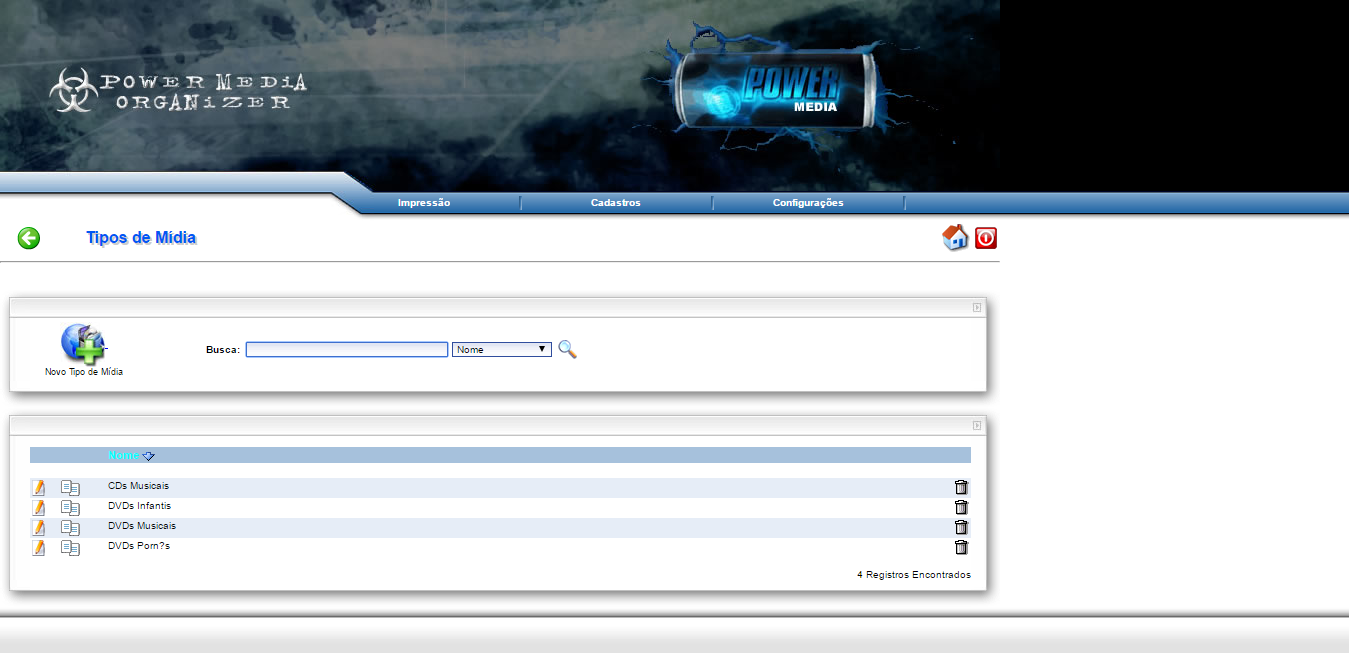 POWER MEDiA
ORGANiZER
POWER
MEDIA
Impressão
Cadastros
Configurações
Tipos de Mídia
Novo Tipo de Mídia
Busca:
Nome
Nome
CDs Musicais
DVDs Infantis
DVDs Musicais
DVDs Porn?s
4 Registros Encontrados